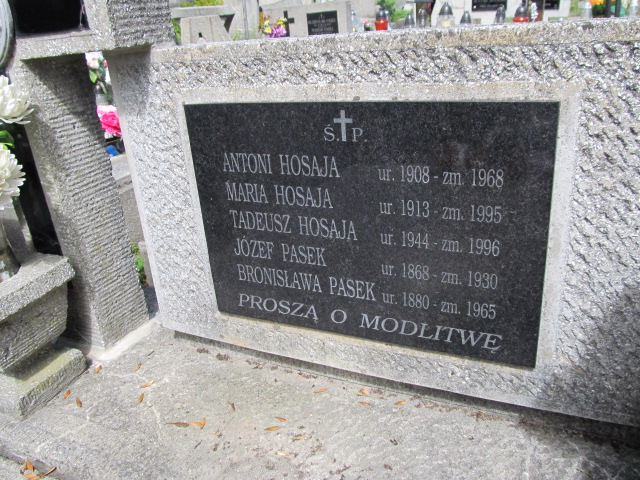 Ś. P.
ANTONI HOSAJA ur. 1908 - zm. 1968
MARIA HOSAJA ur. 1913 - zm. 1995
TADEUSZ HOSAJA ur. 1944 - zm. 1996
JÓZEF PASEK ur. 1868 - zm. 1930
BRONISŁAWA PASEK ur. 1880 - zm. 1965
PROSZĄ O MODLITWĘ